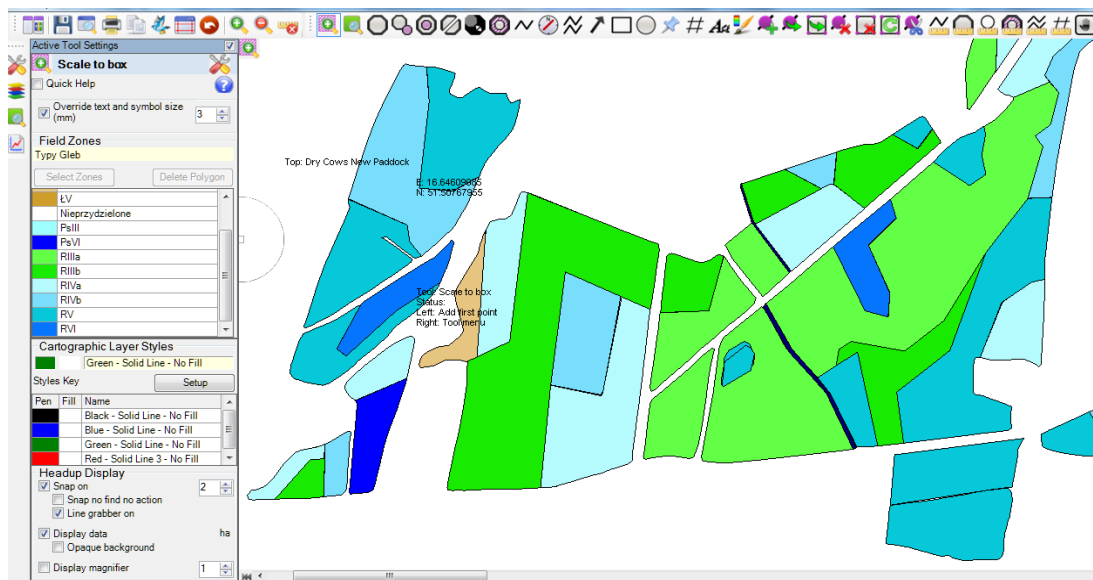 Active Tool Settings
Scale to box
Quick Help
Override text and symbol size
(mm)
3
Field Zones
Typy Gleb
Select Zones
Delete Polygon
ŁV
Nieprzydzielone
PsIII
PsVI
RIIIa
RIIIb
RIVa
RIVb
RV
RVI
Cartographic Layer Styles
Green - Solid Line - No Fill
Styles Key
Setup
Pen Fill Name
Black - Solid Line - No Fill
Blue - Solid Line - No Fill
Green - Solid Line - No Fill
Red - Solid Line 3 - No Fill
Headup Display
Snap on
2
Snap no find no action
Line grabber on
Display data
ha
Opaque background
Display magnifier
1
Aa
Top: Dry Cows New Paddock
E: 16.64609885
N: 51.50767955
Tool: Scale to box
Status:
Left: Add first point
Right: Tool menu